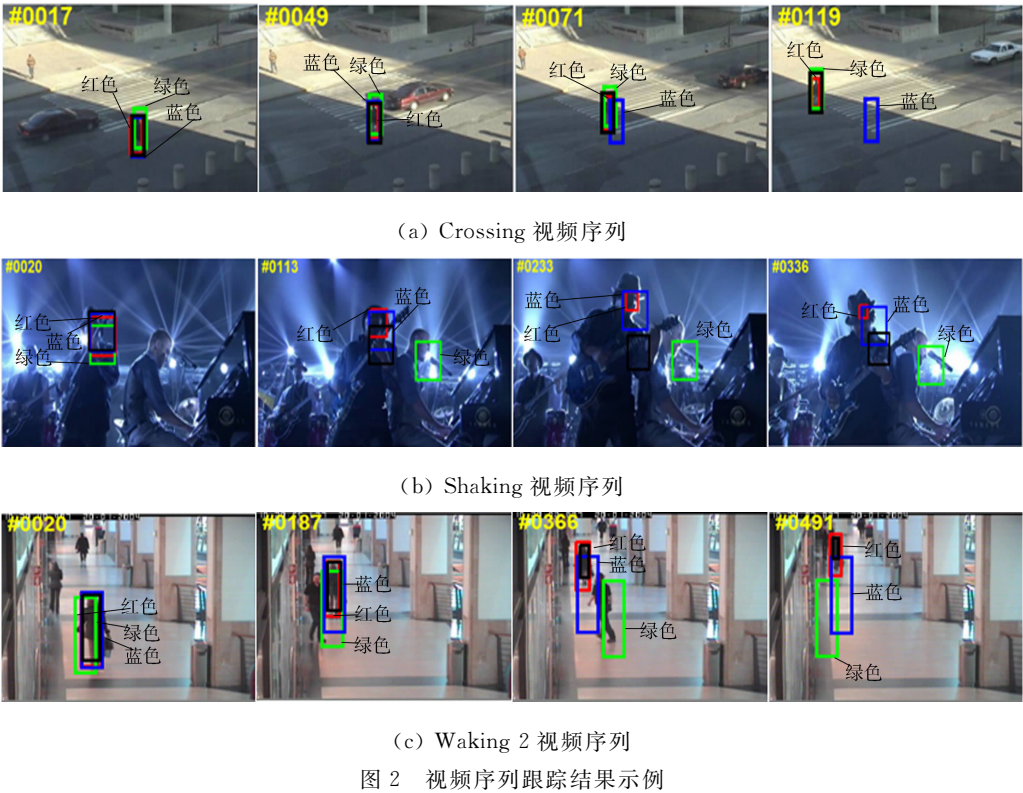 #0017 #0049 #0071 #0119
红色 绿色 蓝色
蓝色 绿色 红色
红色 绿色 蓝色
红色 绿色 蓝色
(a) Crossing 视频序列
#0020 #0113 #0233 #0336
红色 蓝色 绿色
蓝色 红色 绿色
蓝色 红色 绿色
红色 蓝色 绿色
(b) Shaking 视频序列
#0020 #0187 #0366 #0491
红色 绿色 蓝色
蓝色 红色 绿色
红色 蓝色 绿色
红色 蓝色 绿色
(c) Waking 2 视频序列
图 2 视频序列跟踪结果示例